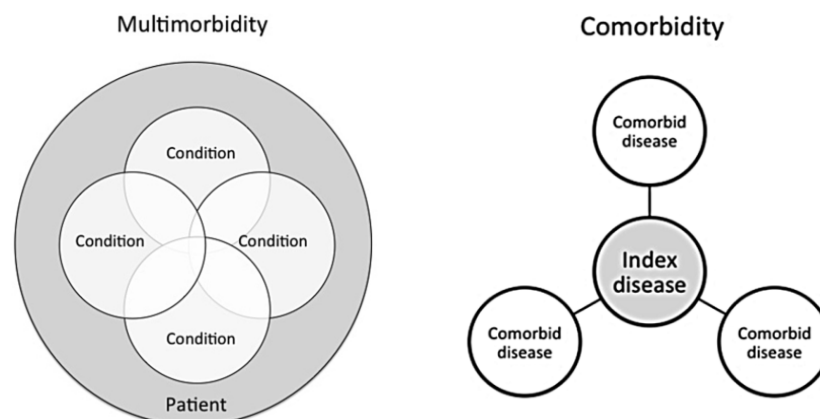 Multimorbidity
Condition
Condition
Condition
Condition
Patient
Comorbidity
Comorbid
disease
Index
disease
Comorbid
disease
Comorbid
disease